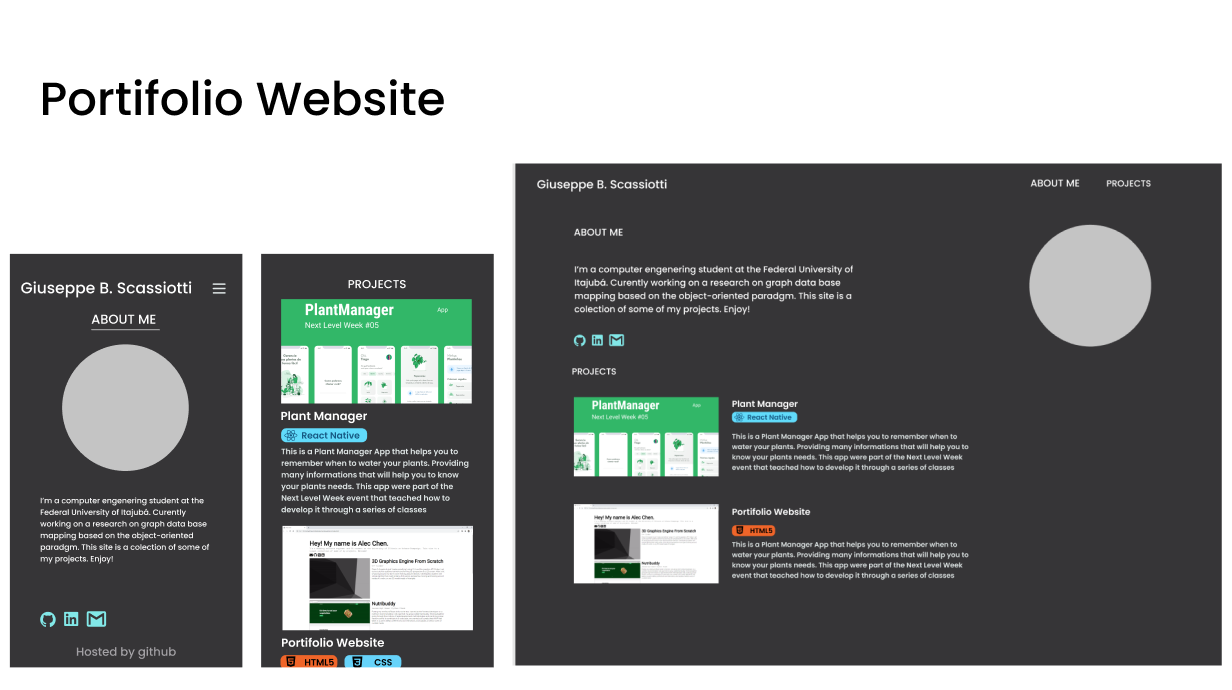 Portifolio Website
Giuseppe B. Scassiotti
ABOUT ME
I'm a computer engenering student at the
Federal University of Itajubá. Curently
working on a research on graph data base
mapping based on the object-oriented
paradgm. This site is a colection of some of
my projects. Enjoy!
Hosted by github
PROJECTS
PlantManager
App
Next Level Week #05
Plant Manager
React Native
This is a Plant Manager App that helps you to
remember when to water your plants. Providing
many informations that will help you to know
your plants needs. This app were part of the
Next Level Week event that teached how to
develop it through a series of classes
Hey! My name is Alec Chen.
3D Graphics Engine From Scratch
Nutribuddy
Portifolio Website
HTML5
CSS
Giuseppe B. Scassiotti
ABOUT ME
PROJECTS
ABOUT ME
I'm a computer engenering student at the Federal University of
Itajubá. Curently working on a research on graph data base
mapping based on the object-oriented paradgm. This site is a
colection of some of my projects. Enjoy!
PROJECTS
PlantManager
App
Next Level Week #05
Plant Manager
React Native
This is a Plant Manager App that helps you to remember when to
water your plants. Providing many informations that will help you to
know your plants needs. This app were part of the Next Level Week
event that teached how to develop it through a series of classes
Hey! My name is Alec Chen.
3D Graphics Engine From Scratch
Nutribuddy
Portifolio Website
HTML5
This is a Plant Manager App that helps you to remember when to
water your plants. Providing many informations that will help you to
know your plants needs. This app were part of the Next Level Week
event that teached how to develop it through a series of classes